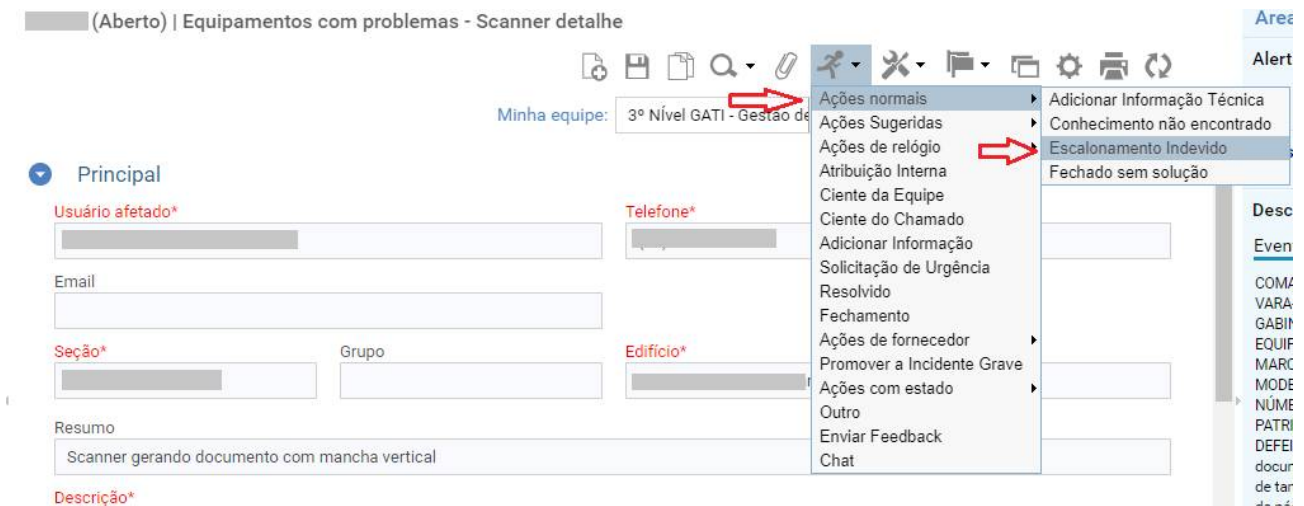 (Aberto) | Equipamentos com problemas - Scanner detalhe
Minha equipe:
3º Nível GATI - Gestão de
Ações normais
Ações Sugeridas
Ações de relógio
Atribuição Interna
Ciente da Equipe
Ciente do Chamado
Adicionar Informação
Solicitação de Urgência
Resolvido
Fechamento
Ações de fornecedor
Promover a Incidente Grave
Ações com estado
Outro
Enviar Feedback
Chat
Adicionar Informação Técnica
Conhecimento não encontrado
Escalonamento Indevido
Fechado sem solução
Principal
Usuário afetado*
Telefone*
Email
Seção*
Grupo
Edifício*
Resumo
Scanner gerando documento com mancha vertical
Descrição*
Area
Alert
Desc
Even
COMA
VARA
GABIN
EQUIP
MARC
MODE
NÚME
PATRI
DEFEI
docum
de tar